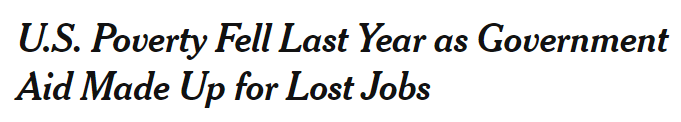 U.S. Poverty Fell Last Year as Government
Aid Made Up for Lost Jobs